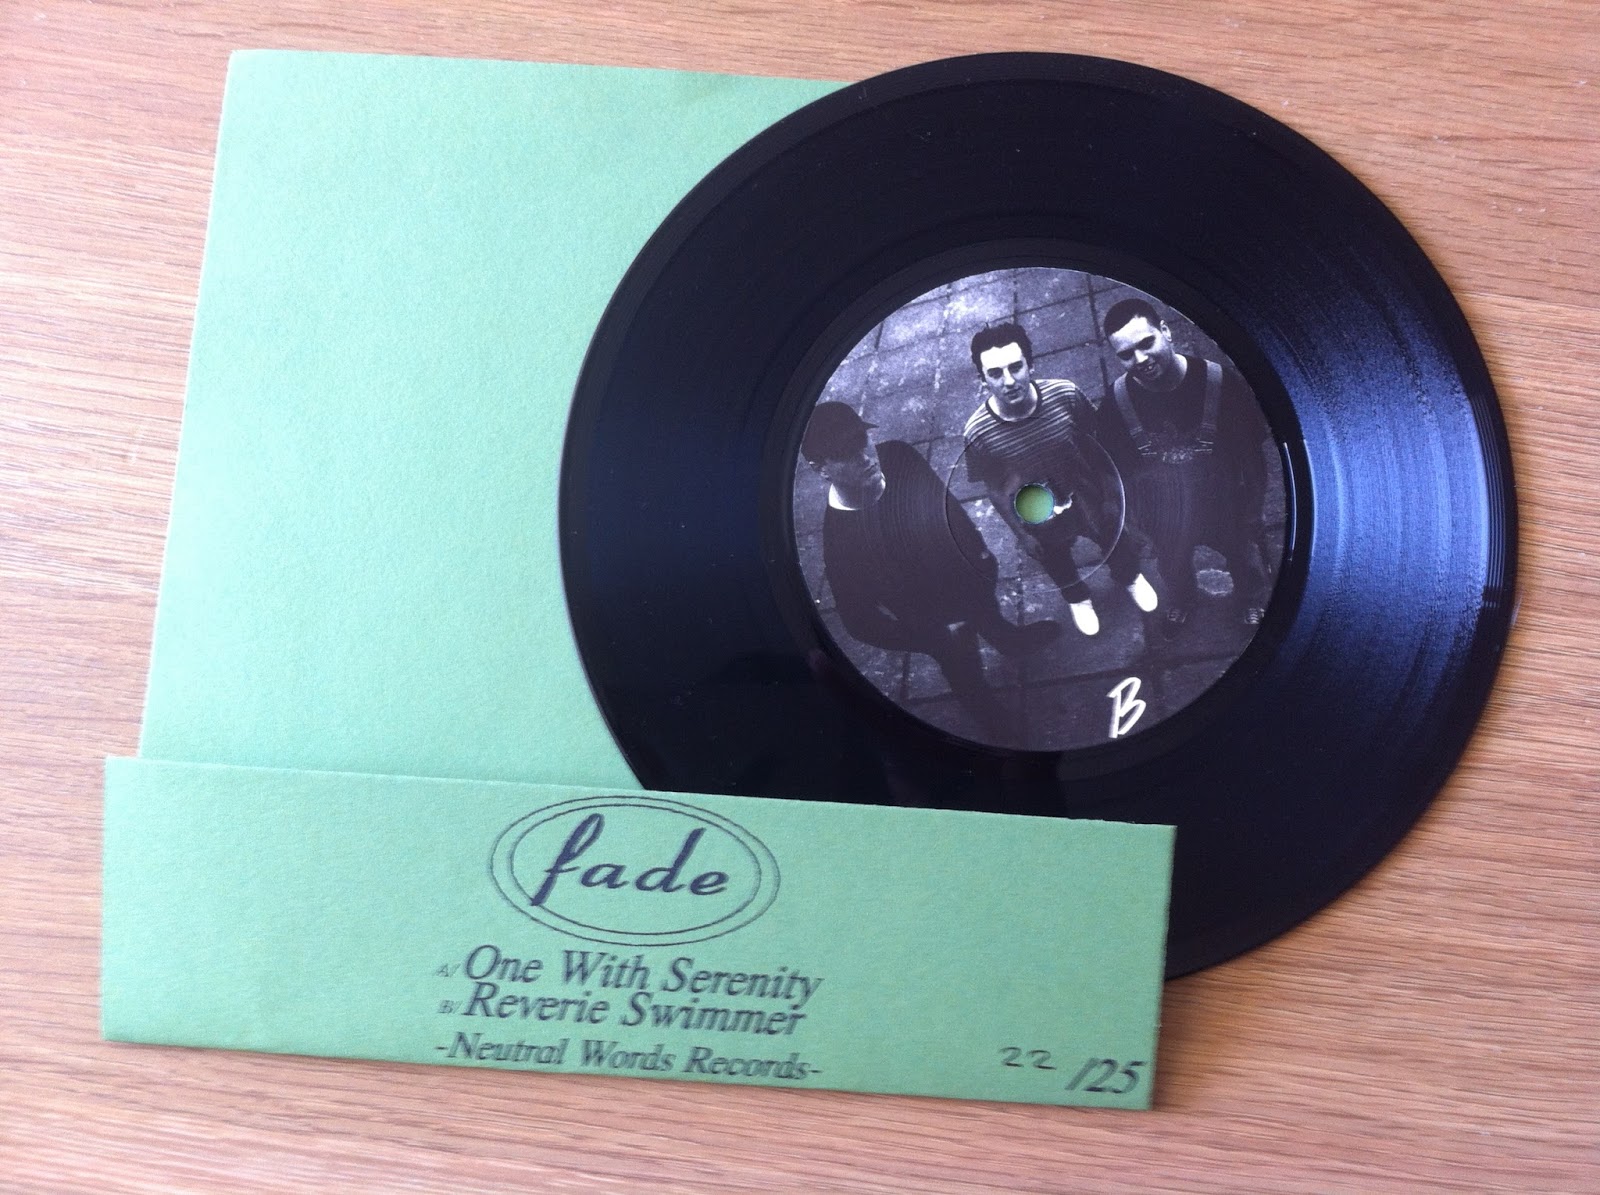 B
fade
A/ One With Serenity
B/ Reverie Swimmer
-Neutral Words Records-
22 /25